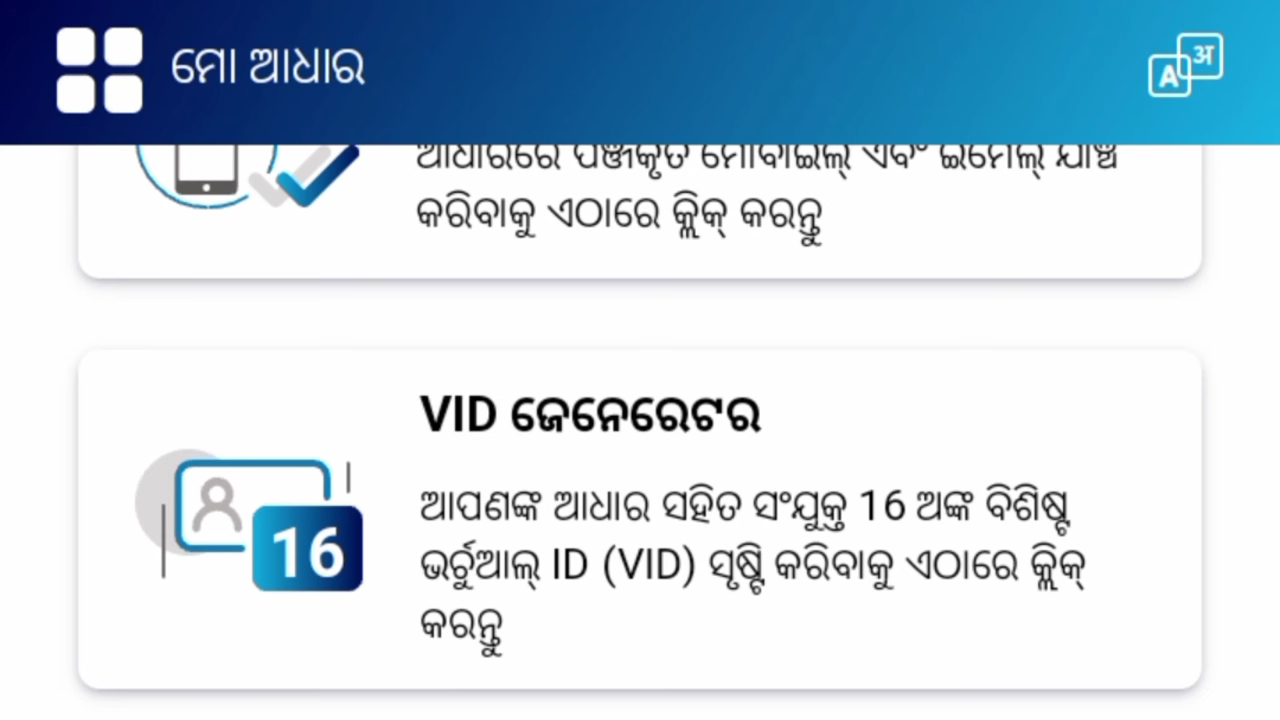 ମୋ ଆଧାର
A अ
ଆଧାରରେ ପଞ୍ଜୀକୃତ ମୋବାଇଲ୍ ଏବଂ ଇମେଲ୍ ଯାଞ୍ଚ
କରିବାକୁ ଏଠାରେ କ୍ଲିକ୍ କରନ୍ତୁ
VID ଜେନେରେଟର
16
ଆପଣଙ୍କ ଆଧାର ସହିତ ସଂଯୁକ୍ତ 16 ଅଙ୍କ ବିଶିଷ୍ଟ
ଭର୍ଚୁଆଲ୍ ID (VID) ସୃଷ୍ଟି କରିବାକୁ ଏଠାରେ କ୍ଲିକ୍
କରନ୍ତୁ